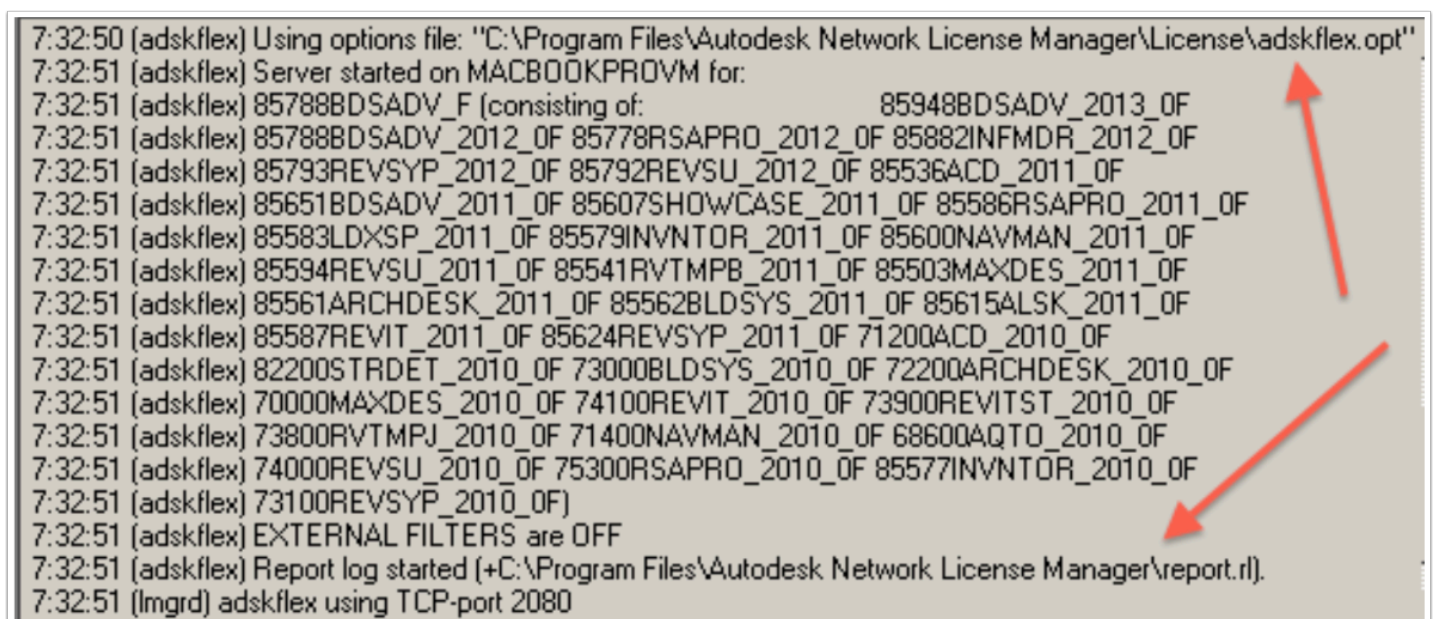 7:32:50 (adskflex) Using options file: "C:\Program Files\Autodesk Network License Manager\License\adskflex.opt"
7:32:51 (adskflex) Server started on MACBOOKPROVM for:
7:32:51 (adskflex) 85788BDSADV_F (consisting of: 85948BDSADV_2013_0F
7:32:51 (adskflex) 85788BDSADV_2012_0F 85778RSAPRO_2012_0F 85882INFMDR_2012_0F
7:32:51 (adskflex) 85793REVSYP_2012_0F 85792REVSU_2012_0F 85536ACD_2011_0F
7:32:51 (adskflex) 85651BDSADV_2011_0F 85607SHOWCASE_2011_0F 85586RSAPRO_2011_0F
7:32:51 (adskflex) 85583LDXSP_2011_0F 85579INVNTOR_2011_0F 85600NAVMAN_2011_0F
7:32:51 (adskflex) 85594REVSU_2011_0F 85541RVTMPB_2011_0F 85503MAXDES_2011_0F
7:32:51 (adskflex) 85561ARCHDESK_2011_0F 85562BLDSYS_2011_0F 85615ALSK_2011_0F
7:32:51 (adskflex) 85587REVIT_2011_0F 85624REVSYP_2011_0F 71200ACD_2010_0F
7:32:51 (adskflex) 82200STRDET_2010_0F 73000BLDSYS_2010_0F 72200ARCHDESK_2010_0F
7:32:51 (adskflex) 70000MAXDES_2010_0F 74100REVIT_2010_0F 73900REVITST_2010_0F
7:32:51 (adskflex) 73800RVTMPJ_2010_0F 71400NAVMAN_2010_0F 68600AQTO_2010_0F
7:32:51 (adskflex) 74000REVSU_2010_0F 75300RSAPRO_2010_0F 85577INVNTOR_2010_0F
7:32:51 (adskflex) 73100REVSYP_2010_0F)
7:32:51 (adskflex) EXTERNAL FILTERS are OFF
7:32:51 (adskflex) Report log started (+C:\Program Files\Autodesk Network License Manager\report.rl).
7:32:51 (lmgrd) adskflex using TCP-port 2080